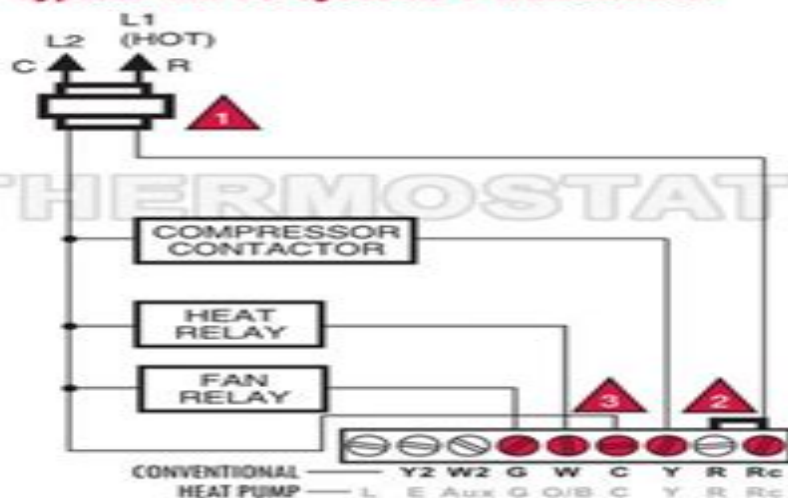 L1
L2 (HOT)
C R
1
THERMOSTAT
COMPRESSOR
CONTACTOR
HEAT
RELAY
FAN
RELAY
3 2
CONVENTIONAL Y2 W2 G W C Y R Rc
HEAT PUMP L E Aux G O/B C Y R Rc